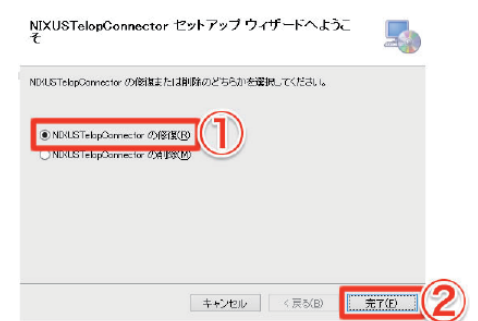 NIXUSTelopConnector セットアップ ウィザードへようこ
そ
NIXUSTelopConnector の修復または削除のどちらかを選択してください。
NIXUSTelopConnector の修復(R)
①
NIXUSTelopConnector の削除(M)
キャンセル
< 戻る(B)
完了(F)
②